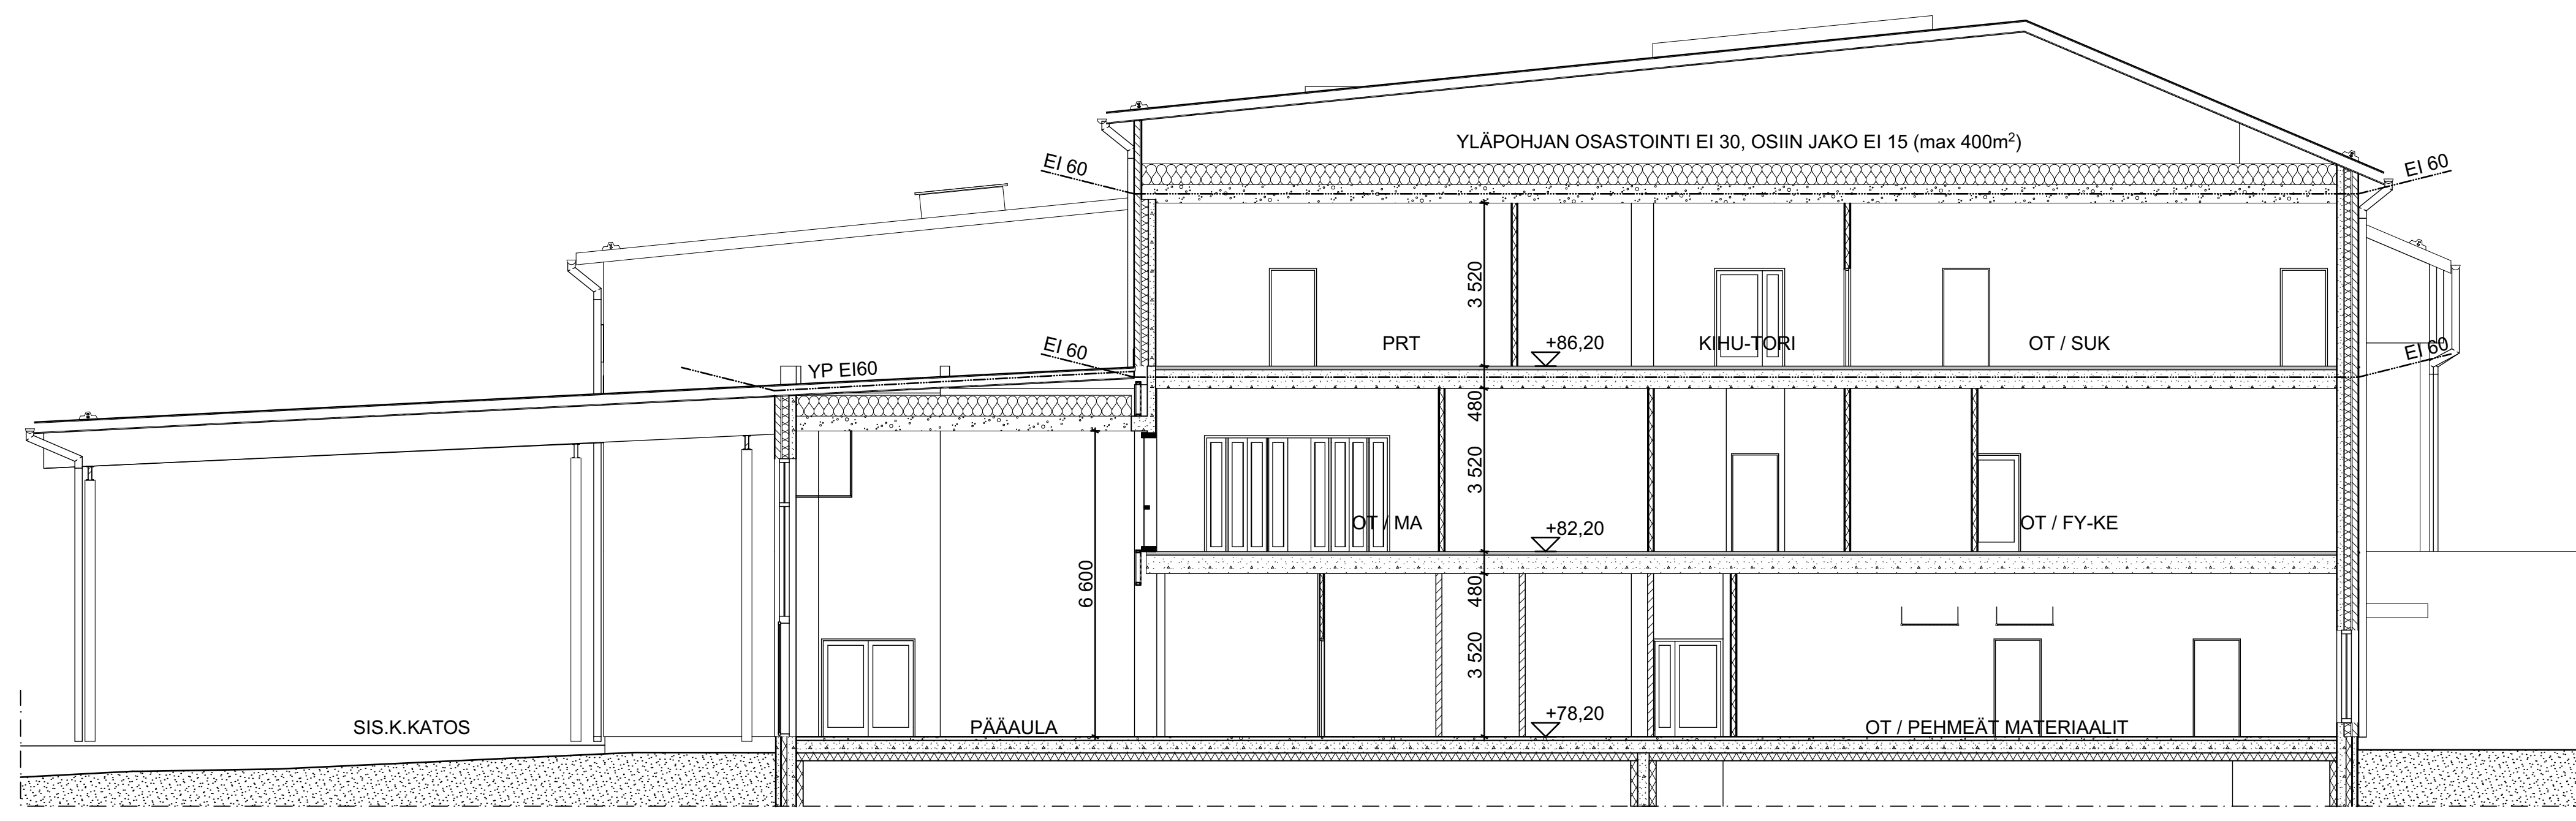 YLÄPOHJAN OSASTOINTI EI 30, OSIIN JAKO EI 15 (max 400m²)
EI 60
EI 60
3 520
PRT
+86,20
KIHU-TORI
OT / SUK
EI 60
EI 60
YP EI60
480
3 520
OT / MA
+82,20
OT / FY-KE
6 600
480
3 520
+78,20
SIS.K.KATOS
PÄÄAULA
OT / PEHMEÄT MATERIAALIT